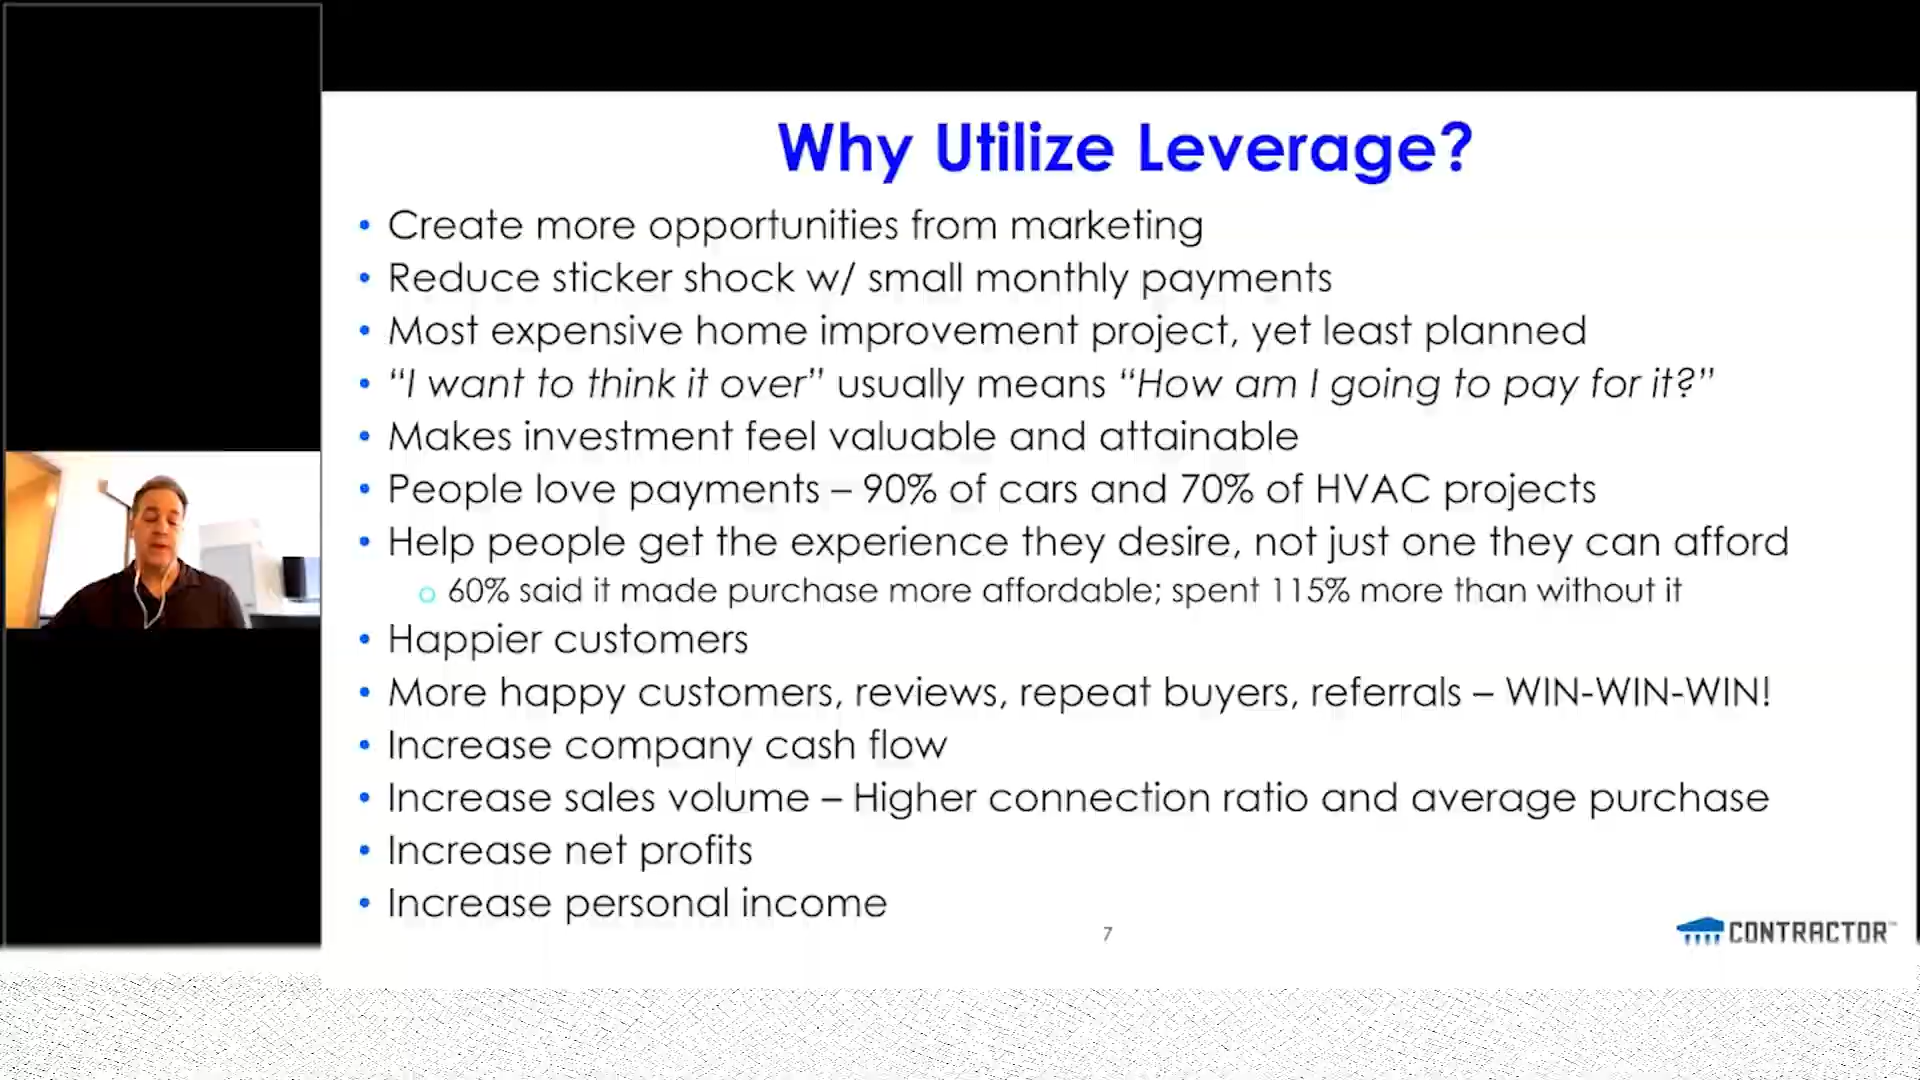 Why Utilize Leverage?
• Create more opportunities from marketing
• Reduce sticker shock w/ small monthly payments
• Most expensive home improvement project, yet least planned
• “I want to think it over” usually means “How am I going to pay for it?”
• Makes investment feel valuable and attainable
• People love payments – 90% of cars and 70% of HVAC projects
• Help people get the experience they desire, not just one they can afford
o 60% said it made purchase more affordable; spent 115% more than without it
• Happier customers
• More happy customers, reviews, repeat buyers, referrals – WIN-WIN-WIN!
• Increase company cash flow
• Increase sales volume – Higher connection ratio and average purchase
• Increase net profits
• Increase personal income
7
CONTRACTOR™